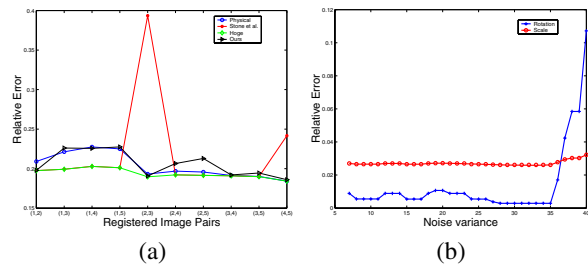 0.4
0.35
0.3
0.25
0.2
0.15
Relative Error
Physical
Stone et al.
Hoge
Ours
(1,2) (1,3) (1,4) (1,5) (2,3) (2,4) (2,5) (3,4) (3,5) (4,5)
Registered Image Pairs
(a)
0.12
0.1
0.08
0.06
0.04
0.02
0
Relative Error
Rotation
Scale
5 10 15 20 25 30 35 40
Noise variance
(b)